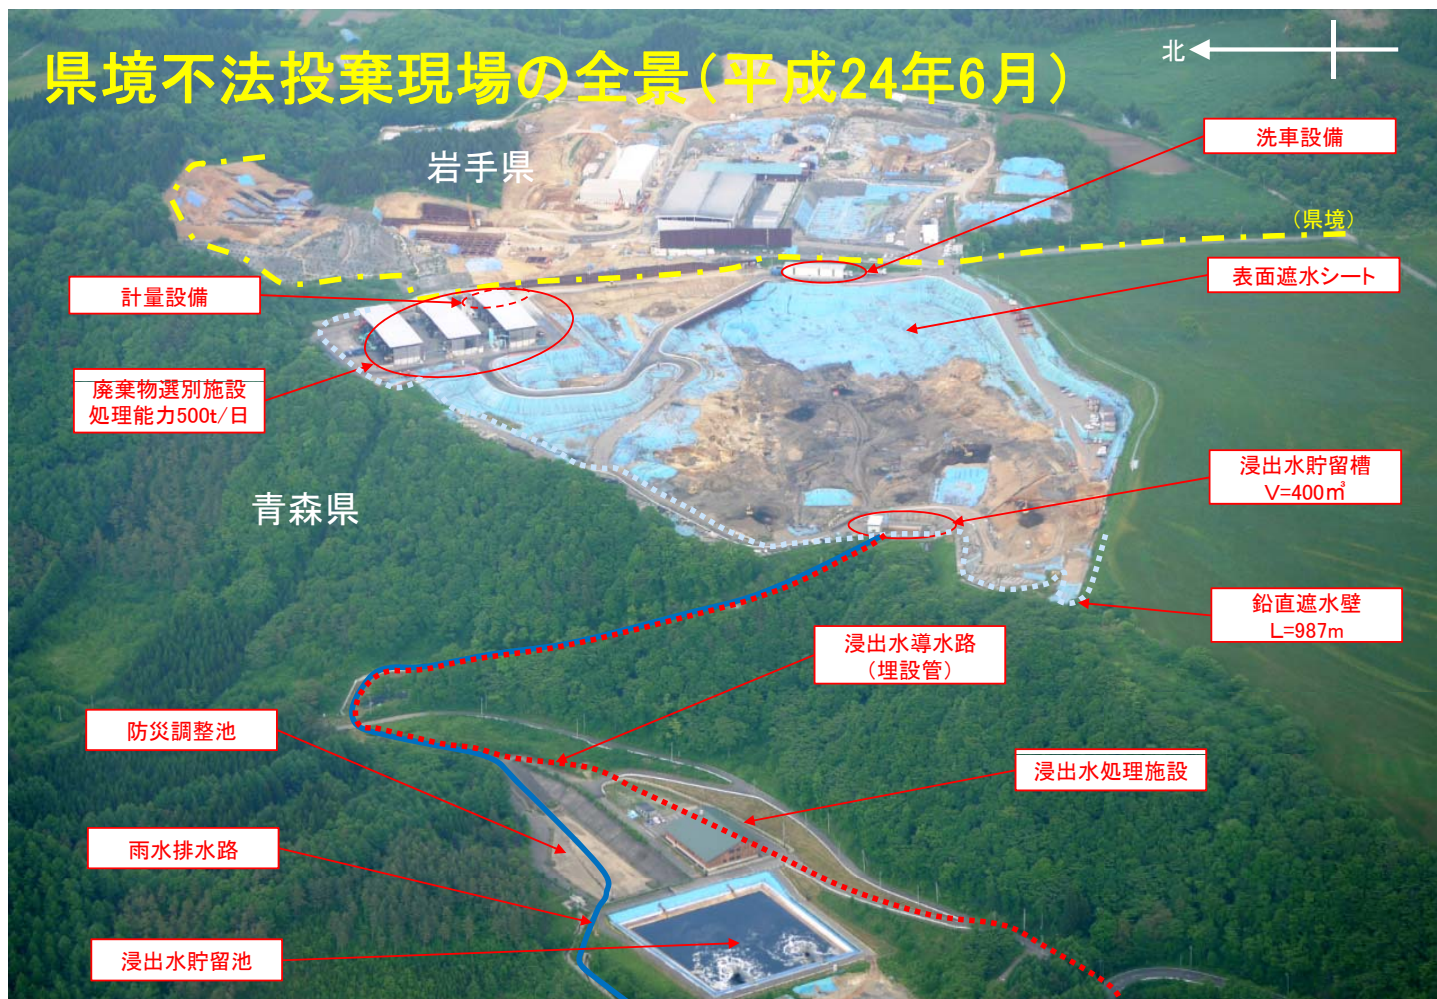 県境不法投棄現場の全景(平成24年6月)
北
洗車設備
岩手県
(県境)
表面遮水シート
計量設備
廃棄物選別施設
処理能力500t/日
浸出水貯留槽
V=400㎥
青森県
鉛直遮水壁
L=987m
浸出水導水路
(埋設管)
防災調整池
浸出水処理施設
雨水排水路
浸出水貯留池